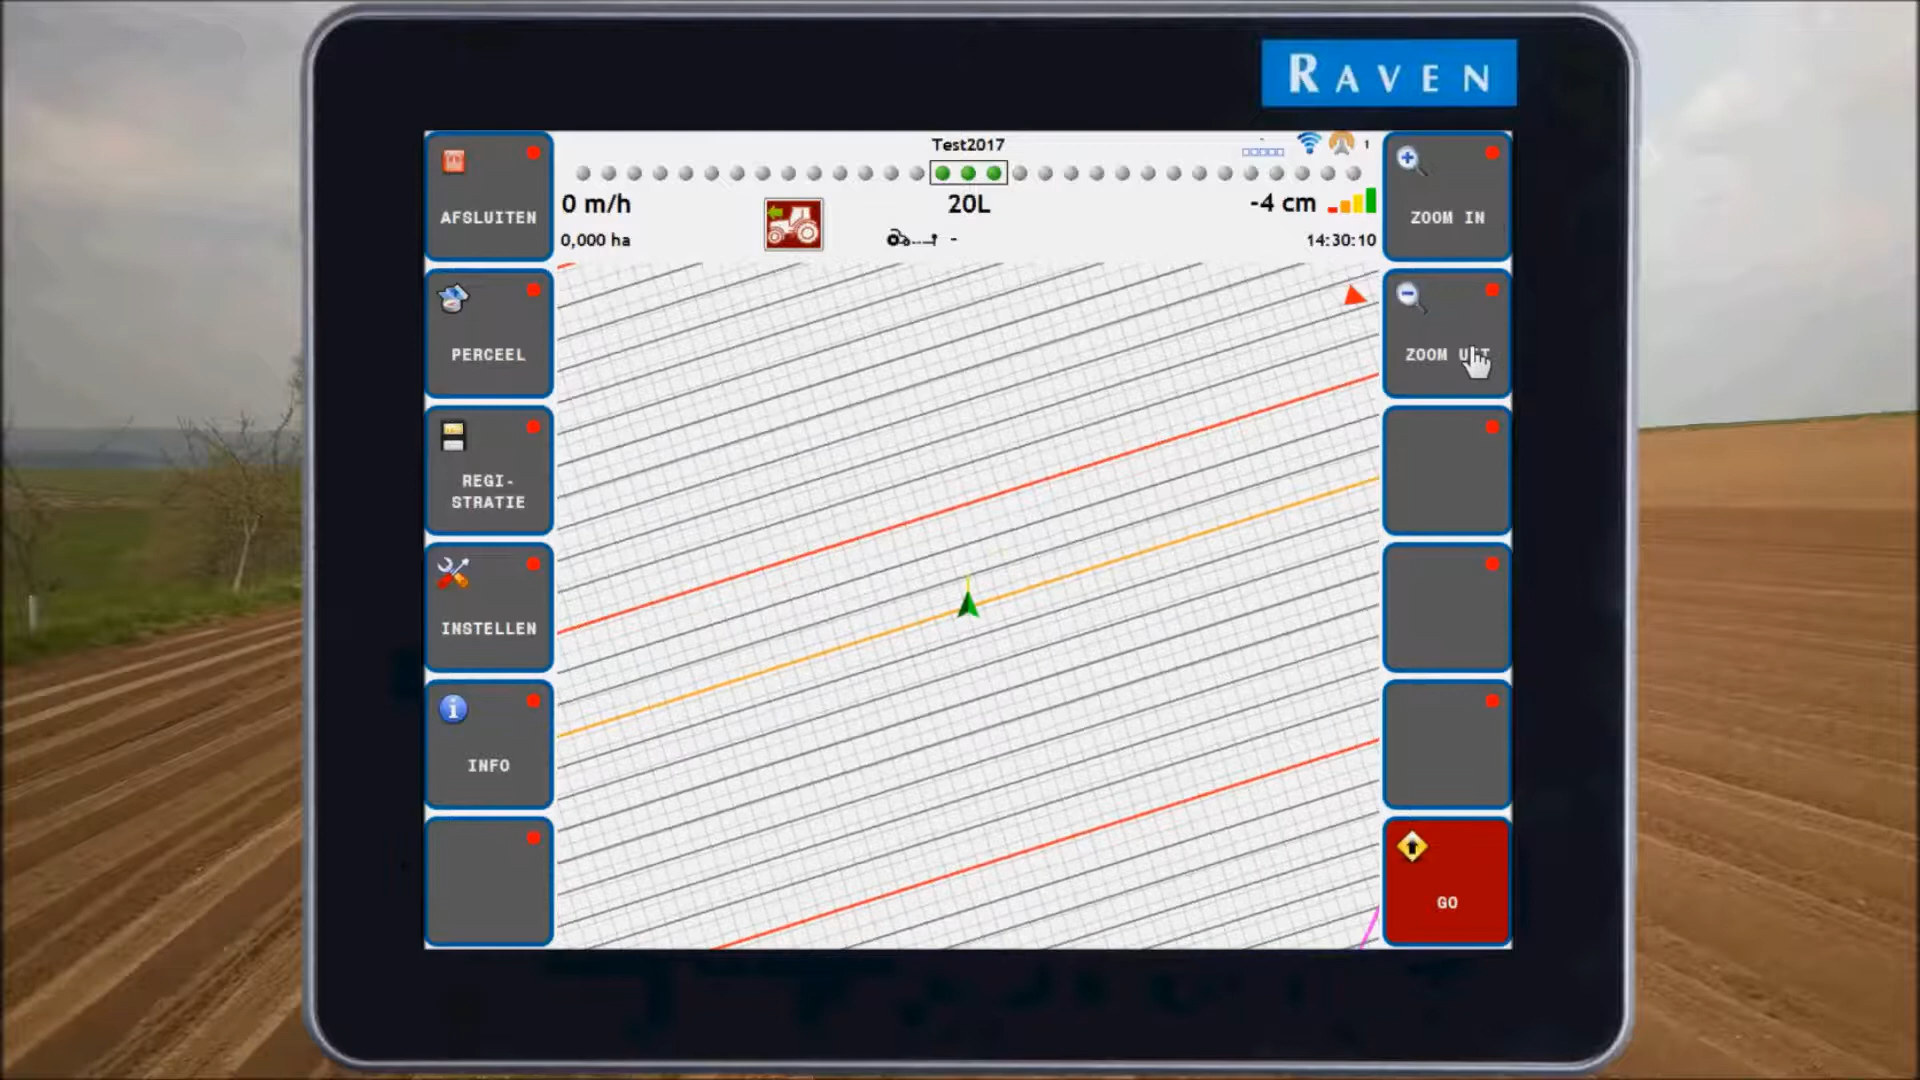 RAVEN
Test2017
1
0 m/h
20L
-4 cm
0,000 ha
-
14:30:10
AFSLUITEN
PERCEEL
REGI-
STRATIE
INSTELLEN
INFO
ZOOM IN
ZOOM
GO